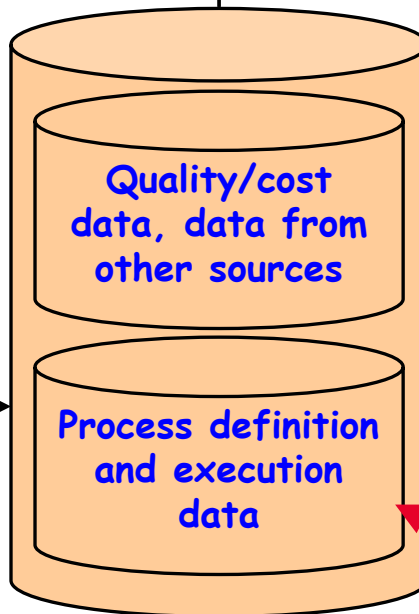 Quality/cost
data, data from
other sources
Process definition
and execution
data